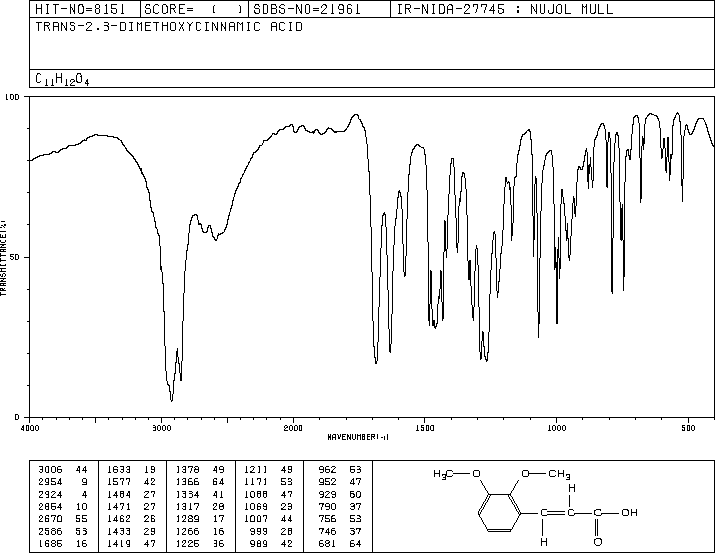 HIT-NO=8151 SCORE= ( ) SDBS-NO=21961 IR-NIDA-27745 : NUJOL MULL
TRANS-2,3-DIMETHOXYCINNAMIC ACID
C11H12O4
100
50
0
TRANSMITTANCE(%)
4000 3000 2000 1500 1000 500
WAVENUMBER(-1)
3006 44 1633 19 1378 49 1211 49 962 53
2954 9 1577 42 1366 64 1171 53 952 47
2924 4 1484 27 1334 41 1088 47 929 60
2854 10 1471 27 1317 28 1069 23 790 37
2670 55 1462 26 1289 17 1007 44 756 53
2586 53 1433 29 1266 16 999 28 746 37
1685 16 1419 47 1225 36 989 42 681 64
H3C O O CH3
H
C C C OH
H H O